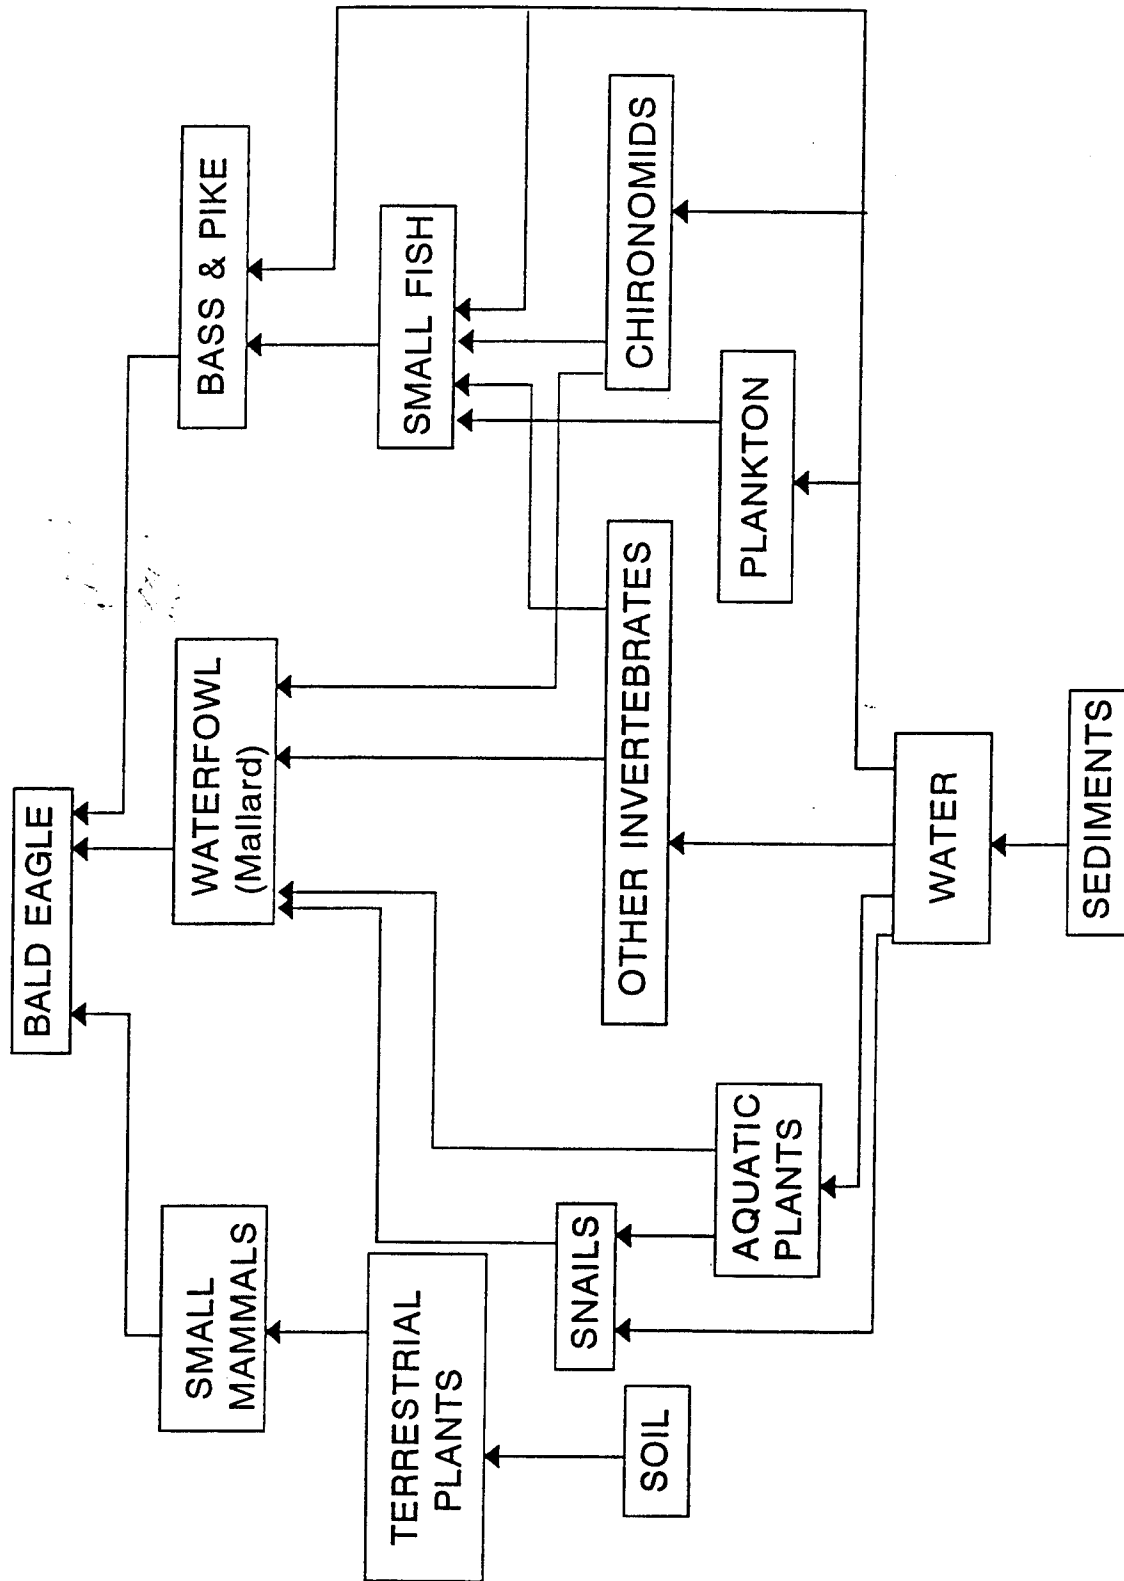 BALD EAGLE
SMALL
MAMMALS
WATERFOWL
(Mallard)
BASS & PIKE
TERRESTRIAL
PLANTS
SMALL FISH
SNAILS
OTHER INVERTEBRATES
CHIRONOMIDS
SOIL
AQUATIC
PLANTS
PLANKTON
WATER
SEDIMENTS